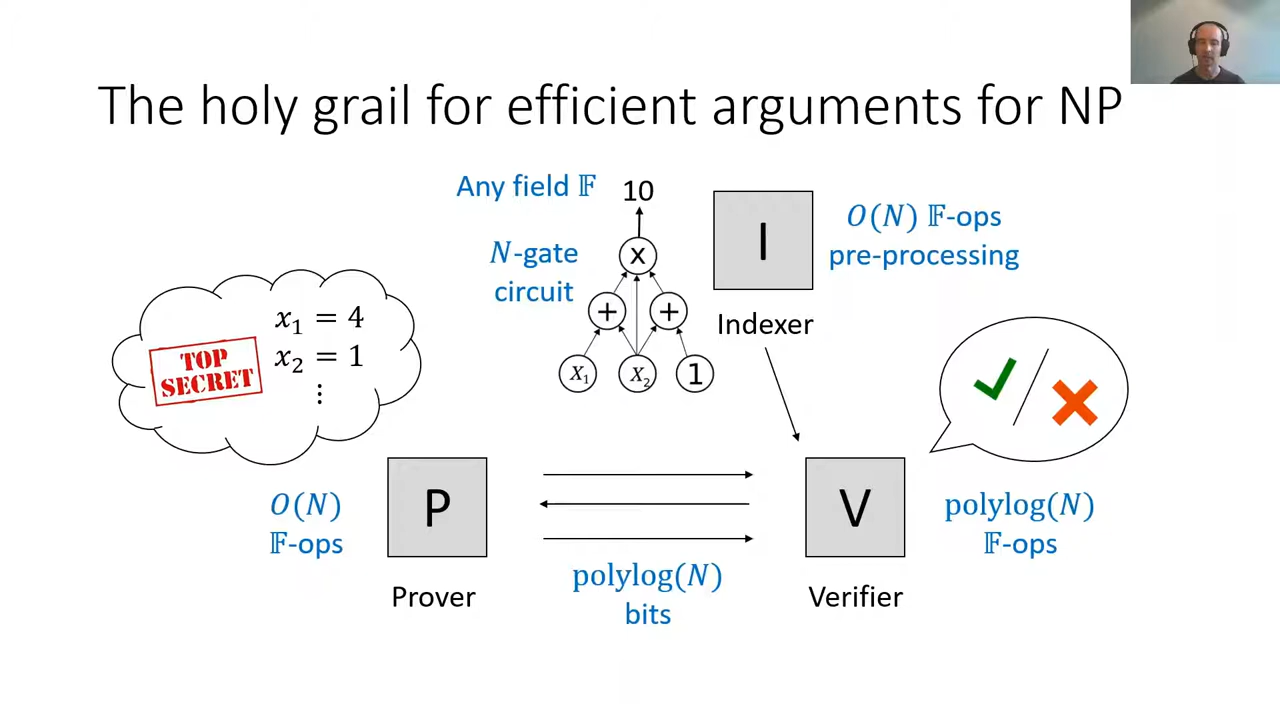 The holy grail for efficient arguments for NP
Any field 𝔽
10
N-gate
circuit
x
+
+
X₁
X₂
1
I
Indexer
O(N) 𝔽-ops
pre-processing
TOP
SECRET
x₁ = 4
x₂ = 1
⋮
O(N)
𝔽-ops
P
Prover
polylog(N)
bits
V
Verifier
polylog(N)
𝔽-ops